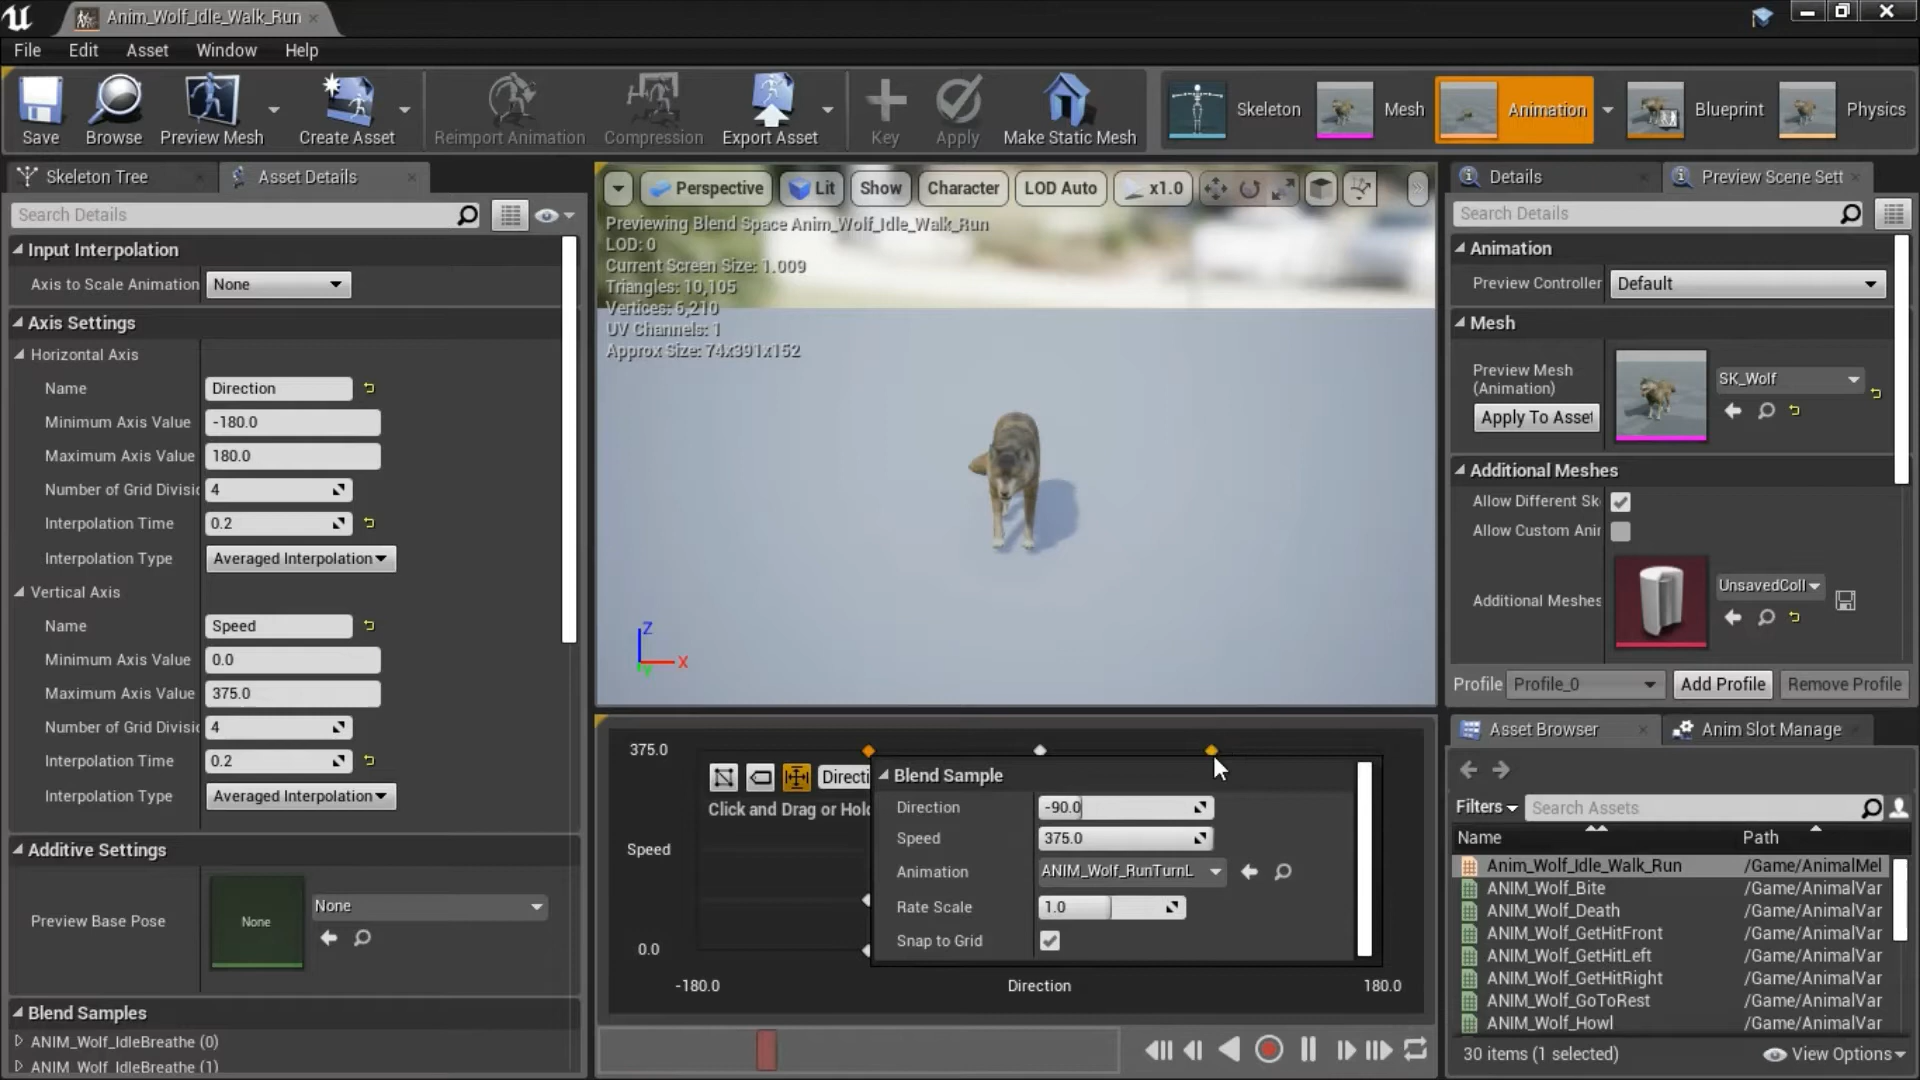 Anim_Wolf_Idle_Walk_Run
File Edit Asset Window Help
Save
Browse
Preview Mesh
Create Asset
Reimport Animation
Compression
Export Asset
Key
Apply
Make Static Mesh
Skeleton
Mesh
Animation
Blueprint
Physics
Skeleton Tree
Asset Details
Search Details
Input Interpolation
Axis to Scale Animation None
Axis Settings
Horizontal Axis
Name Direction
Minimum Axis Value -180.0
Maximum Axis Value 180.0
Number of Grid Divisi 4
Interpolation Time 0.2
Interpolation Type Averaged Interpolation
Vertical Axis
Name Speed
Minimum Axis Value 0.0
Maximum Axis Value 375.0
Number of Grid Divisi 4
Interpolation Time 0.2
Interpolation Type Averaged Interpolation
Additive Settings
Preview Base Pose None None
Blend Samples
ANIM_Wolf_IdleBreathe (0)
ANIM_Wolf_IdleBreathe (1)
Perspective Lit Show Character LOD Auto x1.0
Previewing Blend Space Anim_Wolf_Idle_Walk_Run
LOD: 0
Current Screen Size: 1.009
Triangles: 10,105
Vertices: 6,210
UV Channels: 1
Approx Size: 74x391x152
Z
X
Y
375.0
Directi
Click and Drag or Hold
Speed
0.0
-180.0 Direction 180.0
Blend Sample
Direction -90.0
Speed 375.0
Animation ANIM_Wolf_RunTurnL
Rate Scale 1.0
Snap to Grid
Details
Preview Scene Sett
Search Details
Animation
Preview Controller Default
Mesh
Preview Mesh
(Animation)
Apply To Asset
SK_Wolf
Additional Meshes
Allow Different Sk
Allow Custom Anir
Additional Meshes UnsavedColl
Profile Profile_0 Add Profile Remove Profile
Asset Browser
Anim Slot Manage
Filters Search Assets
Name Path
Anim_Wolf_Idle_Walk_Run /Game/AnimalMel
ANIM_Wolf_Bite /Game/AnimalVar
ANIM_Wolf_Death /Game/AnimalVar
ANIM_Wolf_GetHitFront /Game/AnimalVar
ANIM_Wolf_GetHitLeft /Game/AnimalVar
ANIM_Wolf_GetHitRight /Game/AnimalVar
ANIM_Wolf_GoToRest /Game/AnimalVar
ANIM_Wolf_Howl /Game/AnimalVar
30 items (1 selected) View Options